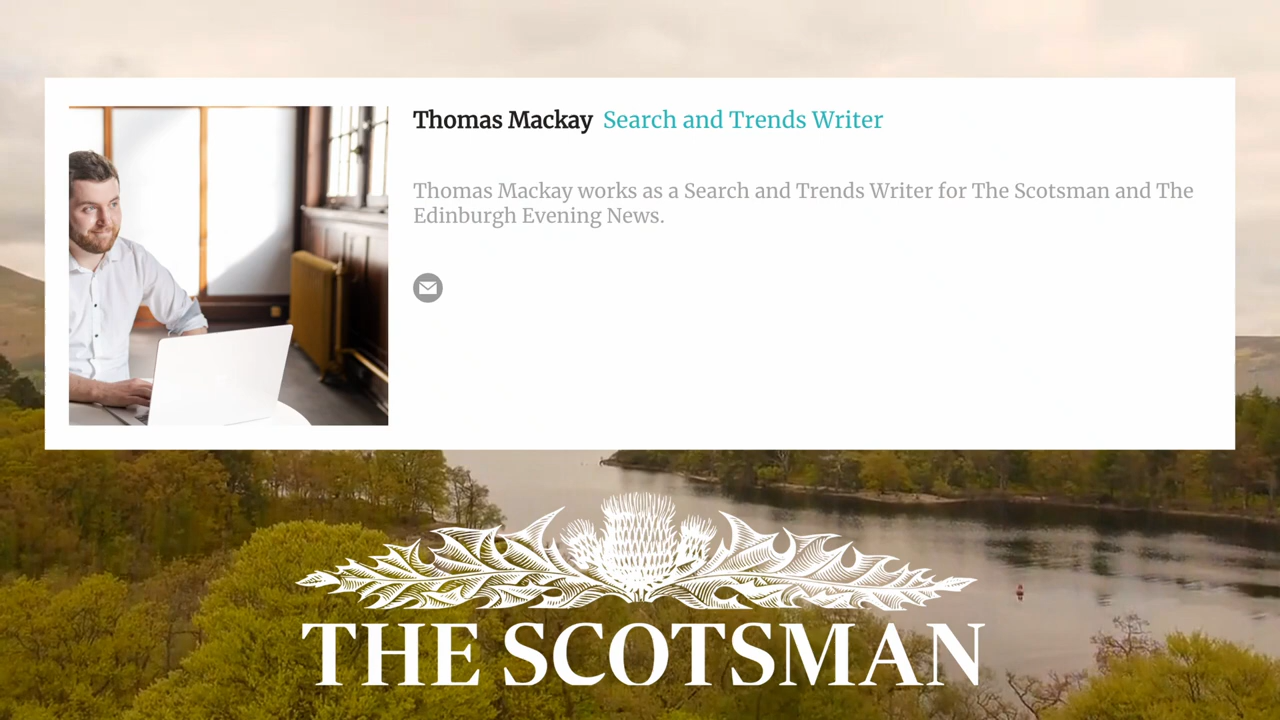 Thomas Mackay Search and Trends Writer
Thomas Mackay works as a Search and Trends Writer for The Scotsman and The
Edinburgh Evening News.
THE SCOTSMAN